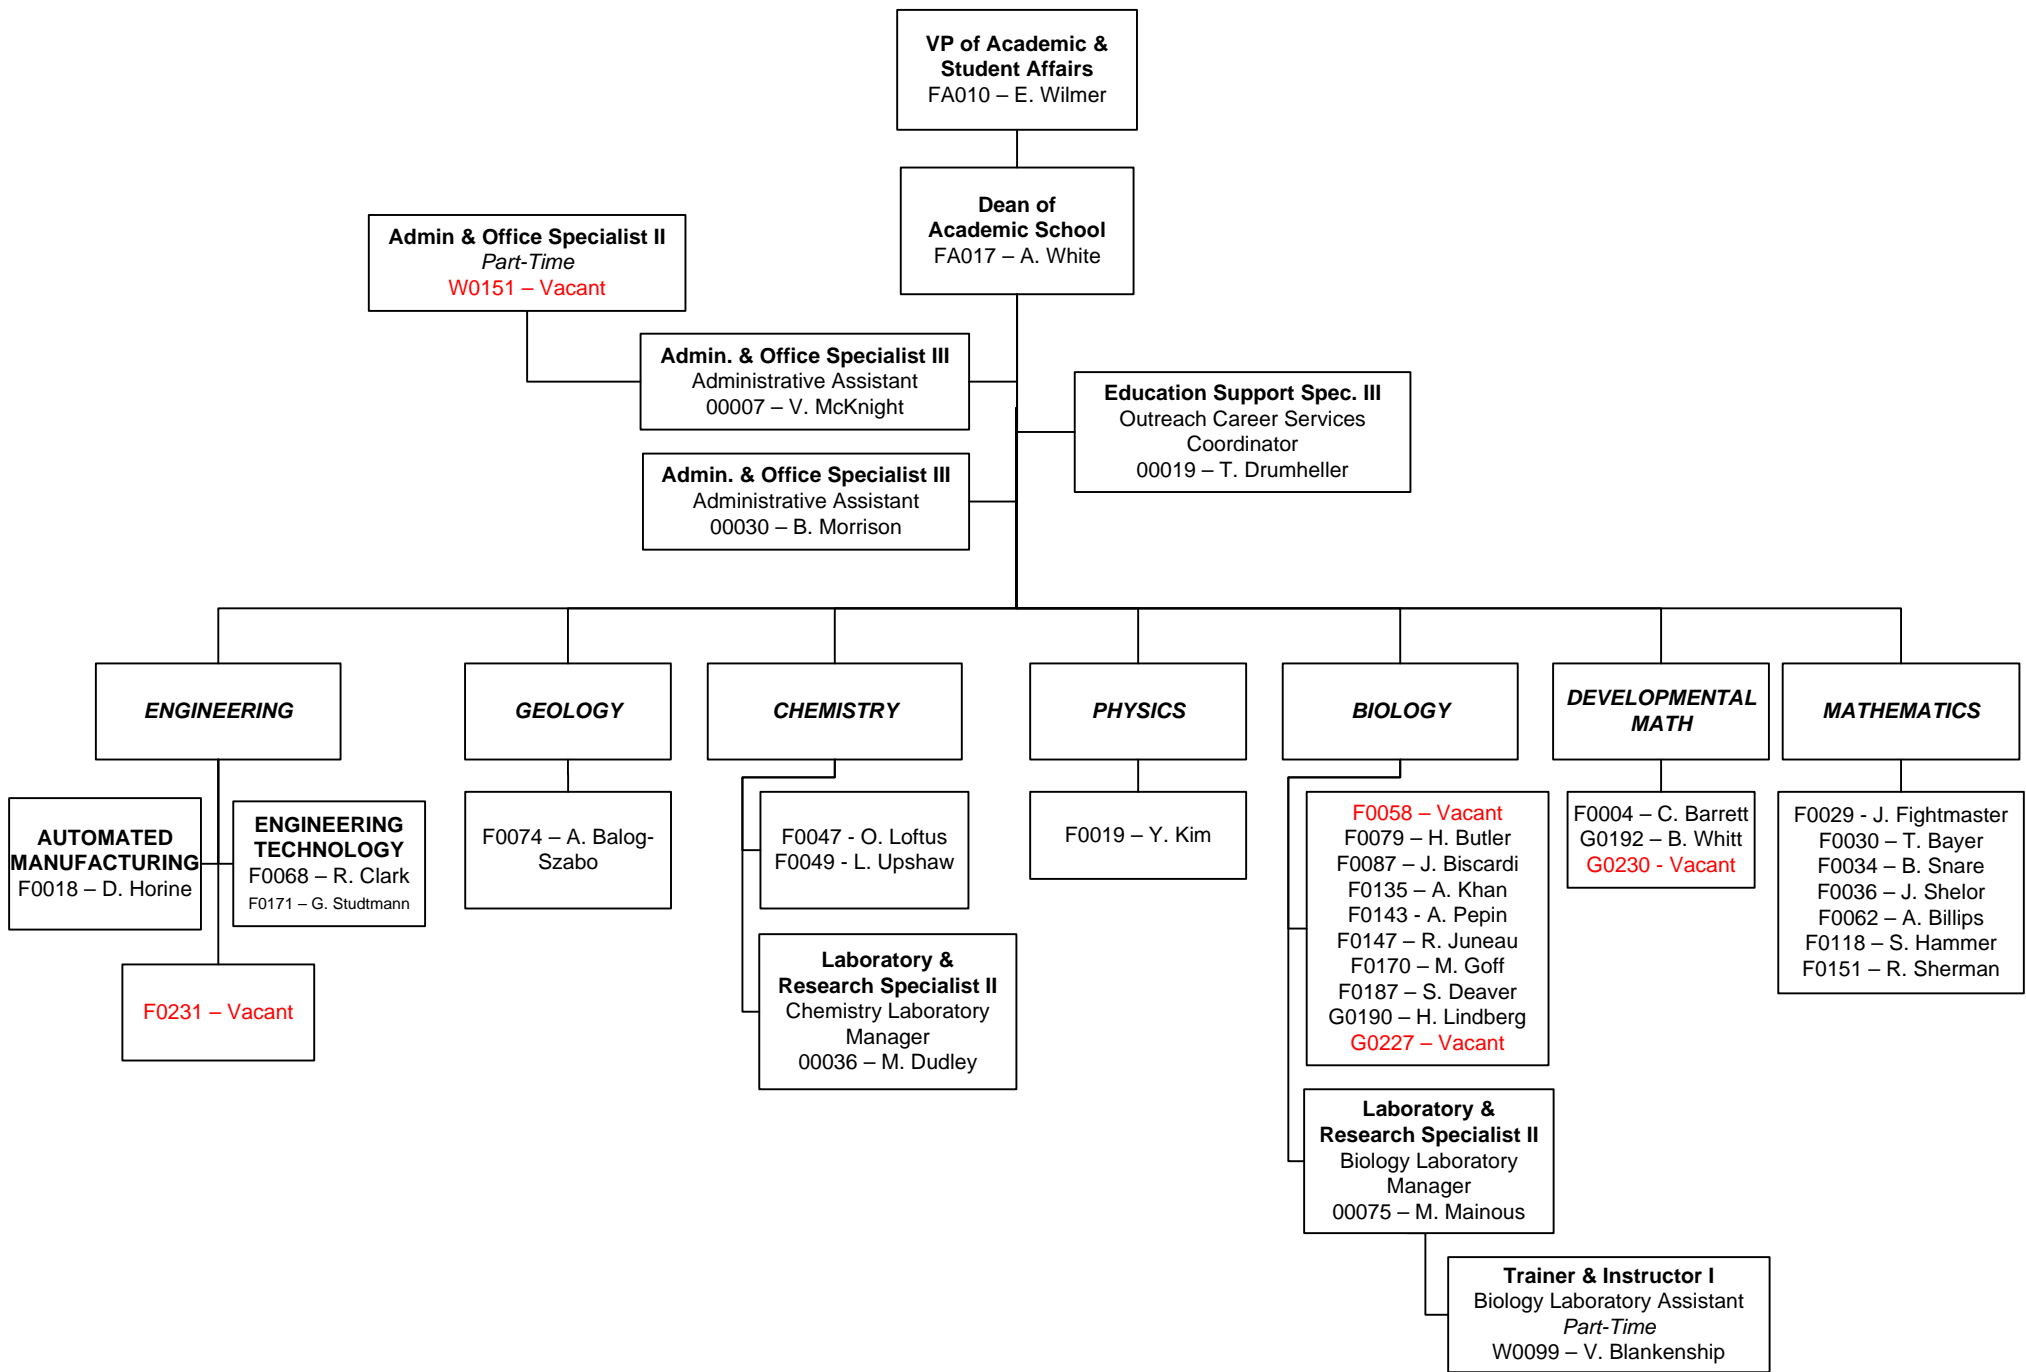 VP of Academic &
Student Affairs
FA010 – E. Wilmer
Dean of
Academic School
FA017 – A. White
Admin & Office Specialist II
Part-Time
W0151 – Vacant
Admin. & Office Specialist III
Administrative Assistant
00007 – V. McKnight
Education Support Spec. III
Outreach Career Services
Coordinator
00019 – T. Drumheller
Admin. & Office Specialist III
Administrative Assistant
00030 – B. Morrison
ENGINEERING
GEOLOGY
CHEMISTRY
PHYSICS
BIOLOGY
DEVELOPMENTAL
MATH
MATHEMATICS
AUTOMATED
MANUFACTURING
F0018 – D. Horine
ENGINEERING
TECHNOLOGY
F0068 – R. Clark
F0171 – G. Studtmann
F0231 – Vacant
F0074 – A. Balog-
Szabo
F0047 - O. Loftus
F0049 - L. Upshaw
Laboratory &
Research Specialist II
Chemistry Laboratory
Manager
00036 – M. Dudley
F0019 – Y. Kim
F0058 – Vacant
F0079 – H. Butler
F0087 – J. Biscardi
F0135 – A. Khan
F0143 - A. Pepin
F0147 – R. Juneau
F0170 – M. Goff
F0187 – S. Deaver
G0190 – H. Lindberg
G0227 – Vacant
Laboratory &
Research Specialist II
Biology Laboratory
Manager
00075 – M. Mainous
Trainer & Instructor I
Biology Laboratory Assistant
Part-Time
W0099 – V. Blankenship
F0004 – C. Barrett
G0192 – B. Whitt
G0230 - Vacant
F0029 - J. Fightmaster
F0030 – T. Bayer
F0034 – B. Snare
F0036 – J. Shelor
F0062 – A. Billips
F0118 – S. Hammer
F0151 – R. Sherman